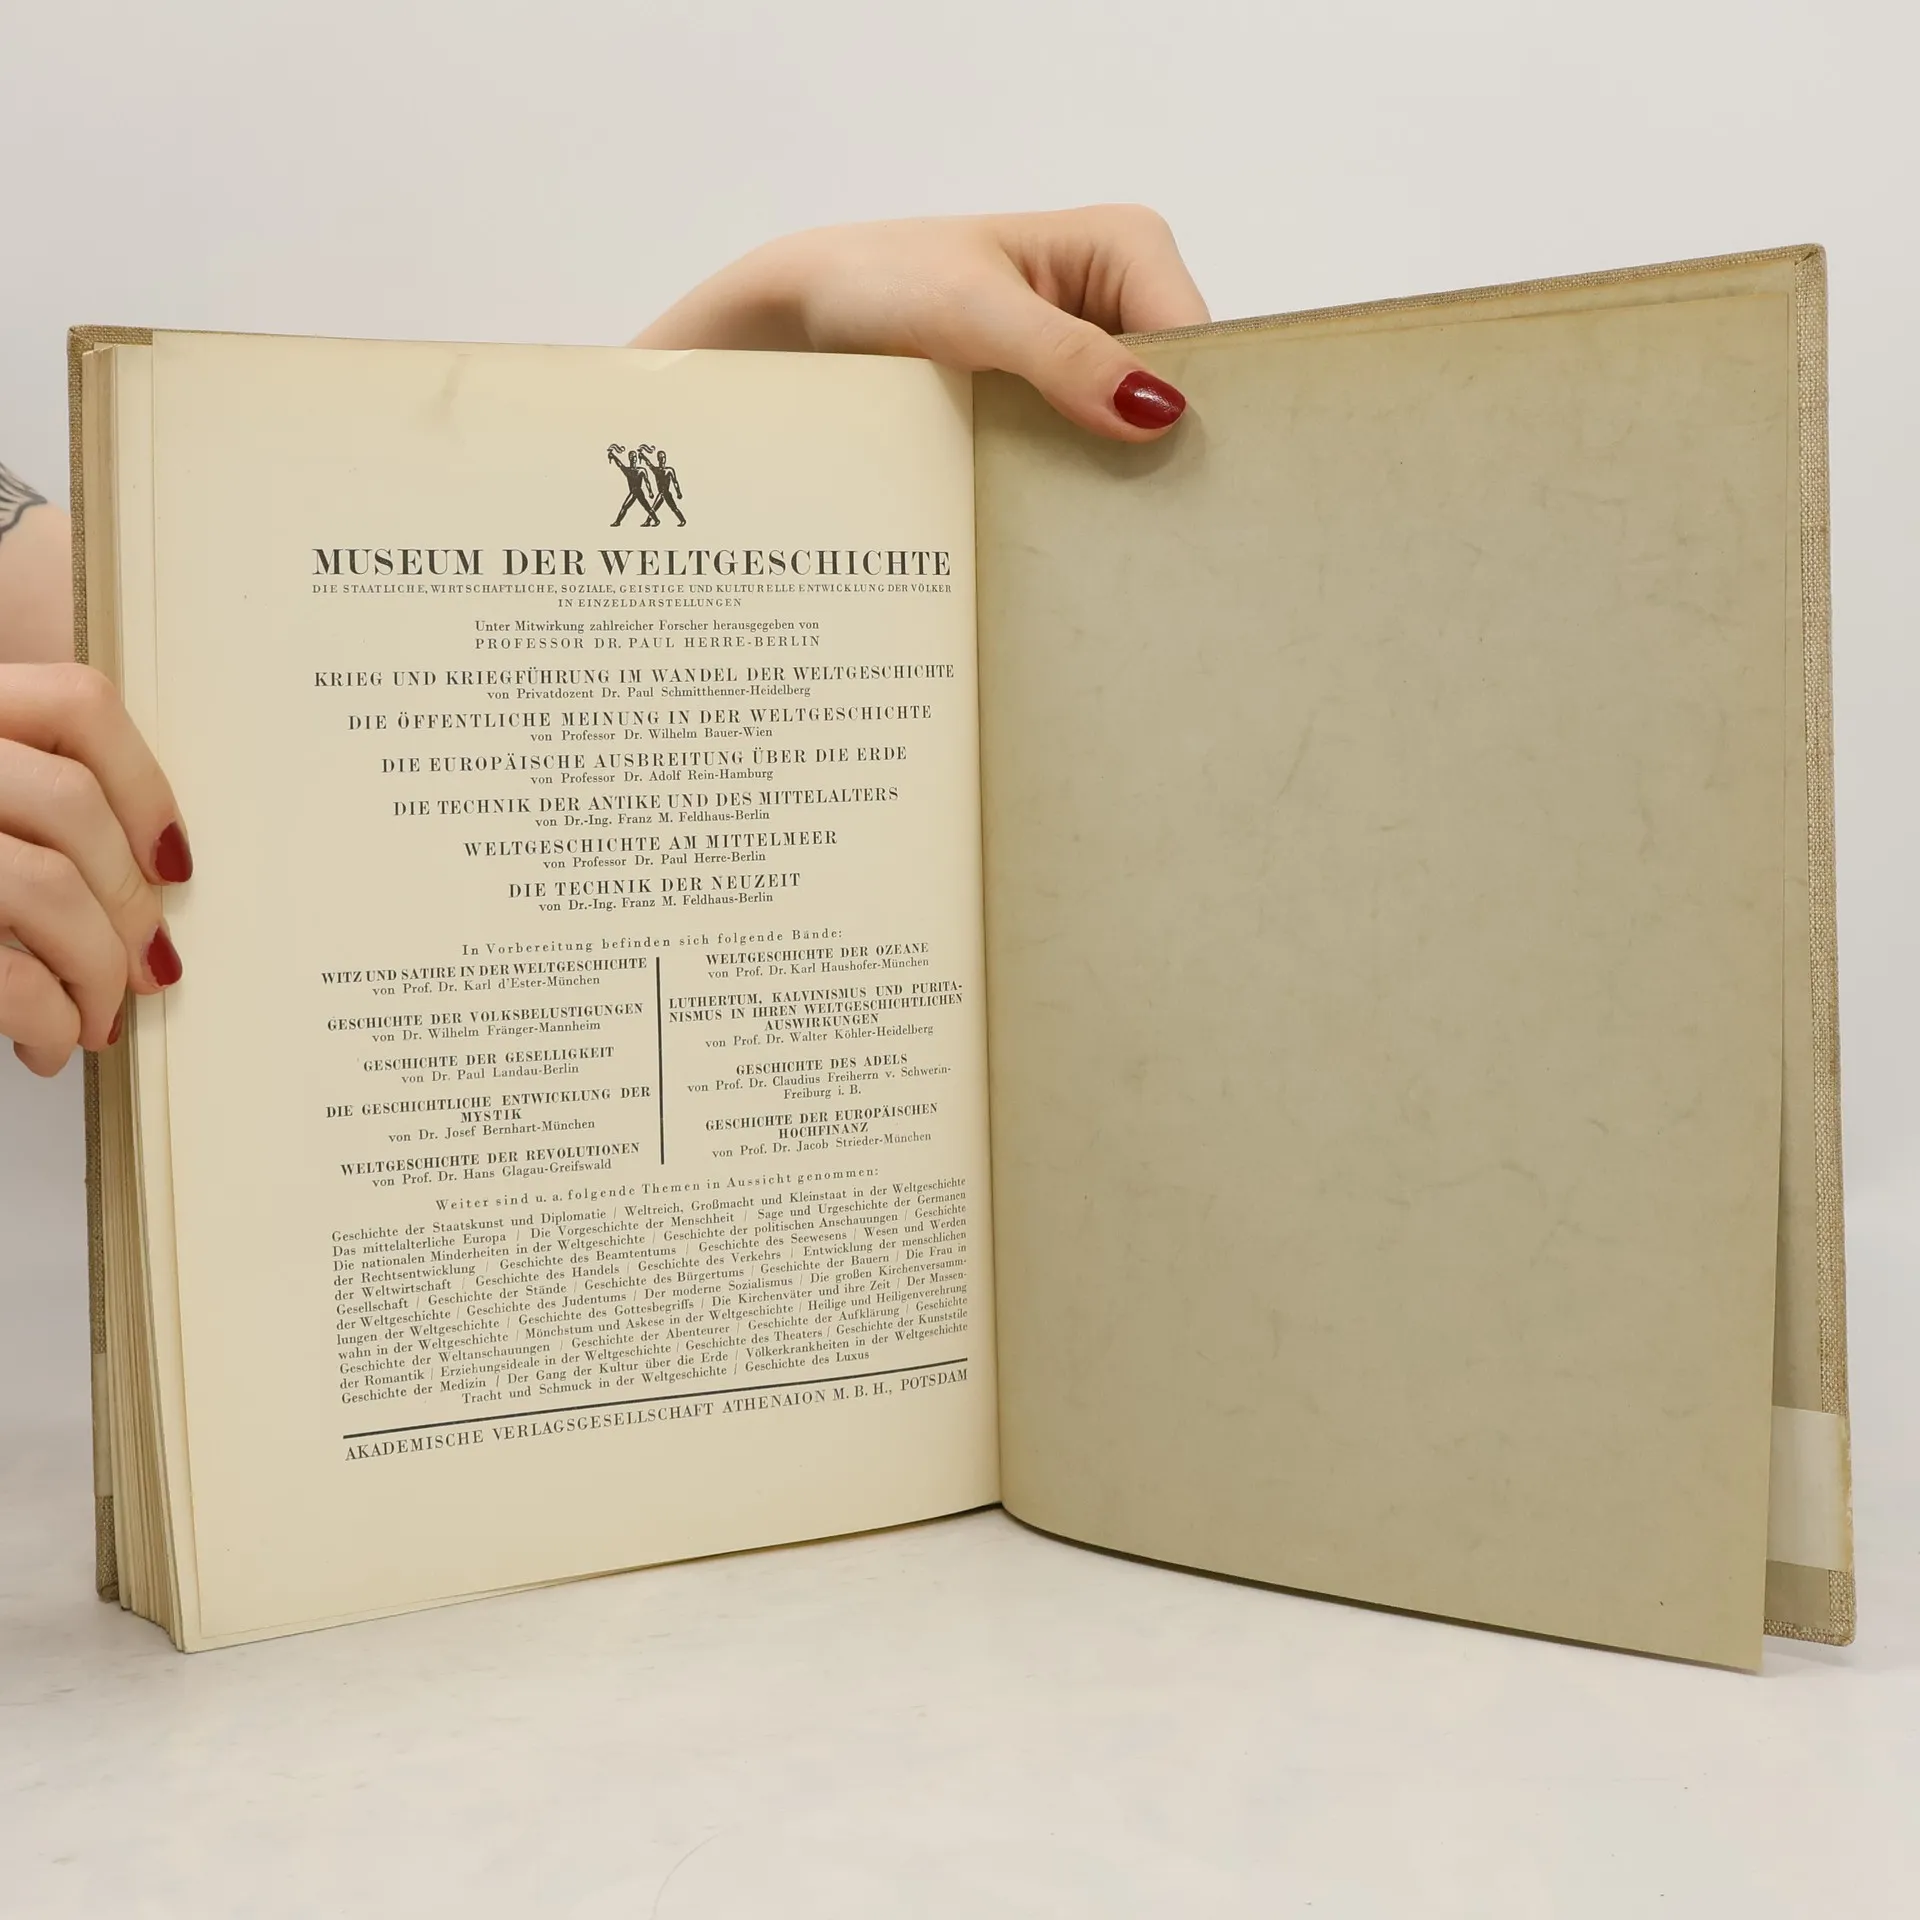 MUSEUM DER WELTGESCHICHTE
DIE STAATLICHE, WIRTSCHAFTLICHE, SOZIALE, GEISTIGE UND KULTURELLE ENTWICKLUNG DER VÖLKER
IN EINZELDARSTELLUNGEN
Unter Mitwirkung zahlreicher Forscher herausgegeben von
PROFESSOR DR. PAUL HERRE-BERLIN
KRIEG UND KRIEGFÜHRUNG IM WANDEL DER WELTGESCHICHTE
von Privatdozent Dr. Paul Schmitthenner-Heidelberg
DIE ÖFFENTLICHE MEINUNG IN DER WELTGESCHICHTE
von Professor Dr. Wilhelm Bauer-Wien
DIE EUROPÄISCHE AUSBREITUNG ÜBER DIE ERDE
von Professor Dr. Adolf Rein-Hamburg
DIE TECHNIK DER ANTIKE UND DES MITTELALTERS
von Dr.-Ing. Franz M. Feldhaus-Berlin
WELTGESCHICHTE AM MITTELMEER
von Professor Dr. Paul Herre-Berlin
DIE TECHNIK DER NEUZEIT
von Dr.-Ing. Franz M. Feldhaus-Berlin
In Vorbereitung befinden sich folgende Bände:
WITZ UND SATIRE IN DER WELTGESCHICHTE
von Prof. Dr. Karl d'Ester-München
GESCHICHTE DER VOLKSBELUSTIGUNGEN
von Dr. Wilhelm Fränger-Mannheim
GESCHICHTE DER GESELLIGKEIT
von Dr. Paul Landau-Berlin
DIE GESCHICHTLICHE ENTWICKLUNG DER
MYSTIK
von Dr. Josef Bernhart-München
WELTGESCHICHTE DER REVOLUTIONEN
von Prof. Dr. Hans Glagau-Greifswald
WELTGESCHICHTE DER OZEANE
von Prof. Dr. Karl Haushofer-München
LUTHERTUM, KALVINISMUS UND PURITA-
NISMUS IN IHREN WELTGESCHICHTLICHEN
AUSWIRKUNGEN
von Prof. Dr. Walter Köhler-Heidelberg
GESCHICHTE DES ADELS
von Prof. Dr. Claudius Freiherrn v. Schwerin-
Freiburg i. B.
GESCHICHTE DER EUROPÄISCHEN
HOCHFINANZ
von Prof. Dr. Jacob Strieder-München
Weiter sind u. a. folgende Themen in Aussicht genommen:
Geschichte der Staatskunst und Diplomatie / Weltreich, Großmacht und Kleinstaat in der Weltgeschichte
Das mittelalterliche Europa / Die Vorgeschichte der Menschheit / Sage und Urgeschichte der Germanen
Die nationalen Minderheiten in der Weltgeschichte / Geschichte der politischen Anschauungen / Geschichte
der Rechtsentwicklung / Geschichte des Beamtentums / Geschichte des Seewesens / Wesen und Werden
der Weltwirtschaft / Geschichte des Handels / Geschichte des Verkehrs / Entwicklung der menschlichen
Gesellschaft / Geschichte der Stände / Geschichte des Bürgertums / Geschichte der Bauern / Die Frau in
der Weltgeschichte / Geschichte des Judentums / Der moderne Sozialismus / Die großen Kirchenversamm-
lungen der Weltgeschichte / Geschichte des Gottesbegriffs / Die Kirchenväter und ihre Zeit / Der Massen-
wahn in der Weltgeschichte / Mönchstum und Askese in der Weltgeschichte / Heilige und Heiligenverehrung
Geschichte der Weltanschauungen / Geschichte der Abenteurer / Geschichte der Aufklärung / Geschichte
der Romantik / Erziehungsideale in der Weltgeschichte / Geschichte des Theaters / Geschichte der Kunststile
Geschichte der Medizin / Der Gang der Kultur über die Erde / Völkerkrankheiten in der Weltgeschichte
Tracht und Schmuck in der Weltgeschichte / Geschichte des Luxus
AKADEMISCHE VERLAGSGESELLSCHAFT ATHENAION M. B. H., POTSDAM